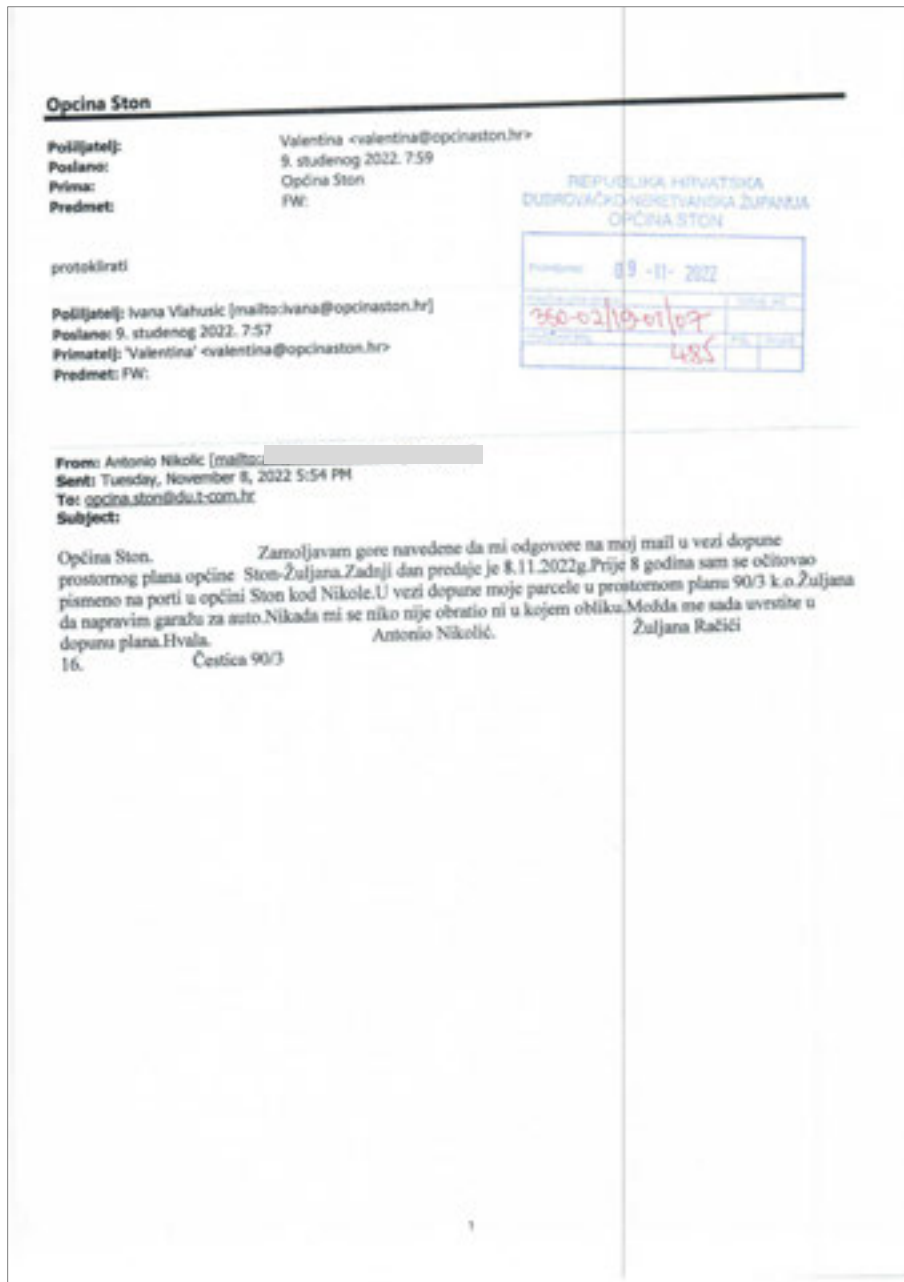 Opcina Ston
Pošiljatelj: Valentina <valentina@opcinaston.hr>
Poslano: 9. studenog 2022. 7:59
Prima: Općina Ston
Predmet: FW:
REPUBLIKA HRVATSKA
DUBROVAČKO-NERETVANSKA ŽUPANIJA
OPĆINA STON
protoklirati
09 -11- 2022
350-02/19-01/07
485
Pošiljatelj: Ivana Vlahusic [mailto:ivana@opcinaston.hr]
Poslano: 9. studenog 2022. 7:57
Primatelj: 'Valentina' <valentina@opcinaston.hr>
Predmet: FW:
From: Antonio Nikolic [mailto:
Sent: Tuesday, November 8, 2022 5:54 PM
To: opcina.ston@du.t-com.hr
Subject:
Općina Ston. Zamoljavam gore navedene da mi odgovore na moj mail u vezi dopune
prostornog plana općine Ston-Žuljana.Zadnji dan predaje je 8.11.2022g.Prije 8 godina sam se očitovao
pismeno na porti u općini Ston kod Nikole.U vezi dopune moje parcele u prostornom planu 90/3 k.o.Žuljana
da napravim garažu za auto.Nikada mi se niko nije obratio ni u kojem obliku.Možda me sada uvrstite u
dopunu plana.Hvala. Antonio Nikolić. Žuljana Račići
16. Čestica 90/3
1